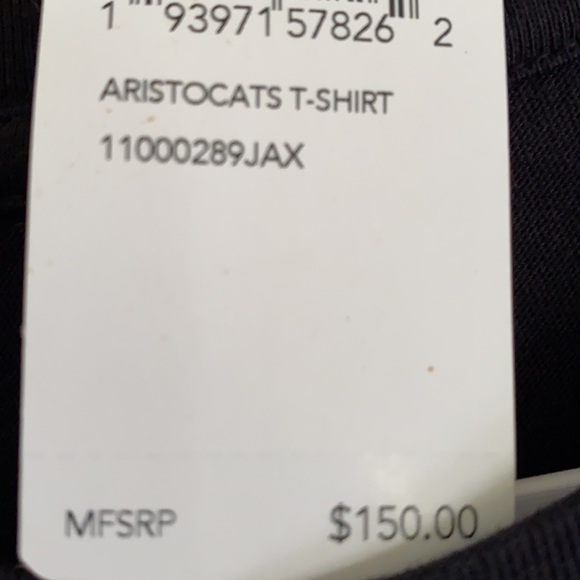 1 93971 57826 2
ARISTOCATS T-SHIRT
11000289JAX
MFSRP $150.00